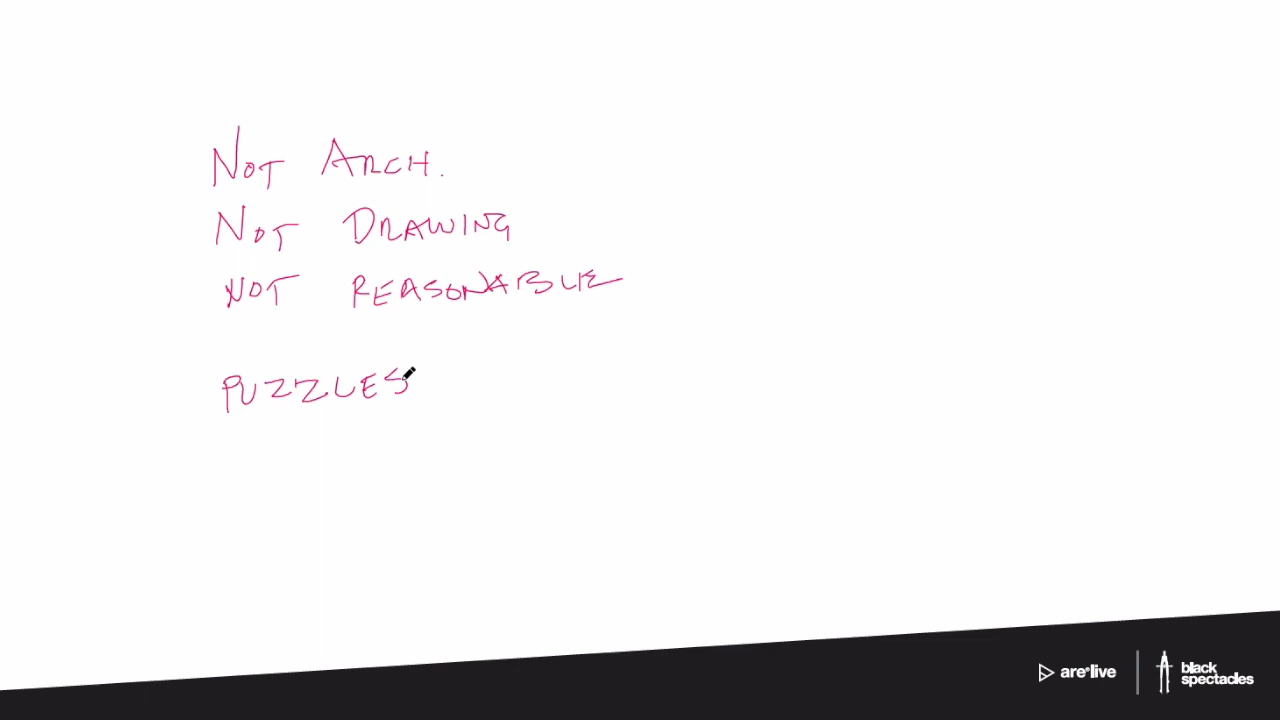 NOT ARCH.
NOT DRAWING
NOT REASONABLE
PUZZLES
are®live
black
spectacles